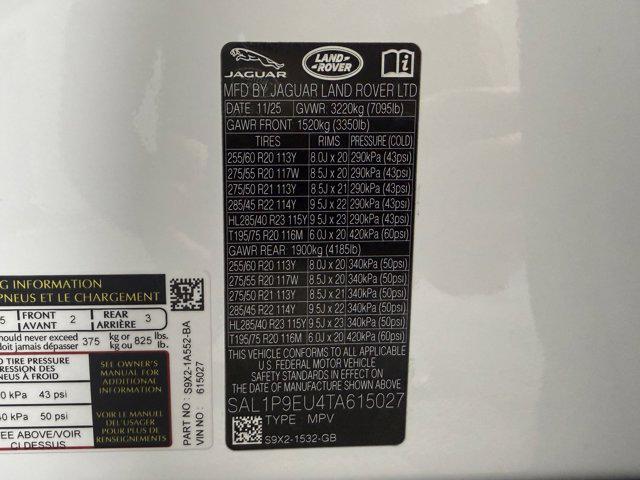 JAGUAR
LAND ROVER
MFD BY JAGUAR LAND ROVER LTD
DATE 11/25 GVWR 3220kg (7095lb)
GAWR FRONT 1520kg (3350lb)
TIRES RIMS PRESSURE (COLD)
255/60 R20 113Y 8.0J x 20 290kPa (43psi)
275/55 R20 117W 8.5J x 20 290kPa (43psi)
275/50 R21 113Y 8.5J x 21 290kPa (43psi)
285/45 R22 114Y 9.5J x 22 290kPa (43psi)
HL285/40 R23 115Y 9.5J x 23 290kPa (43psi)
T195/75 R20 116M 6.0J x 20 420kPa (60psi)
GAWR REAR 1900kg (4185lb)
255/60 R20 113Y 8.0J x 20 340kPa (50psi)
275/55 R20 117W 8.5J x 20 340kPa (50psi)
275/50 R21 113Y 8.5J x 21 340kPa (50psi)
285/45 R22 114Y 9.5J x 22 340kPa (50psi)
HL285/40 R23 115Y 9.5J x 23 340kPa (50psi)
T195/75 R20 116M 6.0J x 20 420kPa (60psi)
THIS VEHICLE CONFORMS TO ALL APPLICABLE
U.S. FEDERAL MOTOR VEHICLE
SAFETY STANDARDS IN EFFECT ON
THE DATE OF MANUFACTURE SHOWN ABOVE
SAL1P9EU4TA615027
TYPE: MPV
S9X2-1532-GB
G INFORMATION
PNEUS ET LE CHARGEMENT
5 FRONT AVANT 2 REAR ARRIÈRE 3
hould never exceed
doit jamais dépasser 375 kg or kg ou 825 lbs. lb.
D TIRE PRESSURE
ESSION DES
NEUS À FROID
0 kPa 43 psi
40 kPa 50 psi
EE ABOVE/VOIR
CI DESSUS
SEE OWNER'S
MANUAL FOR
ADDITIONAL
INFORMATION
VOIR LE MANUEL
DE L'USAGER
POUR PLUS DE
RENSEIGNEMENTS
PART NO : S9X2-1A552-BA
VIN NO : 615027